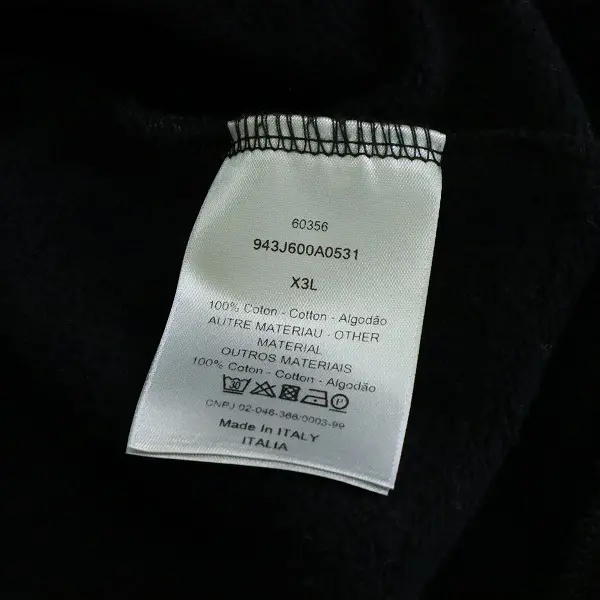 60356
943J600A0531
X3L
100% Coton - Cotton - Algodão
AUTRE MATERIAU - OTHER
MATERIAL
OUTROS MATERIAIS
100% Coton - Cotton - Algodão
30 P
CNPJ 02-046-366/0003-99
Made In ITALY
ITALIA